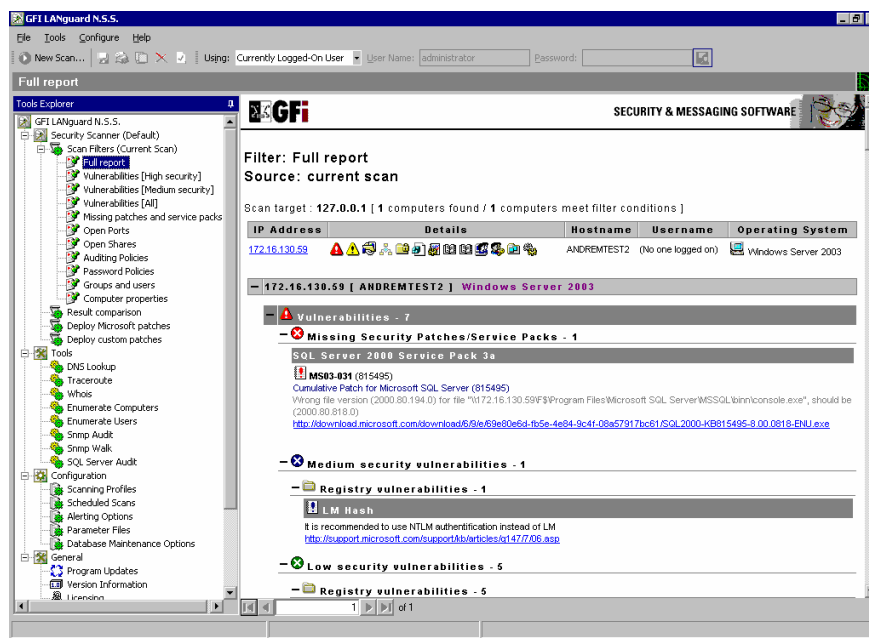 GFI LANguard N.S.S.
File Tools Configure Help
New Scan... Using: Currently Logged-On User User Name: administrator Password:
Full report
Tools Explorer
GFI LANguard N.S.S.
Security Scanner (Default)
Scan Filters (Current Scan)
Full report
Vulnerabilities [High security]
Vulnerabilities [Medium security]
Vulnerabilities [All]
Missing patches and service packs
Open Ports
Open Shares
Auditing Policies
Password Policies
Groups and users
Computer properties
Result comparison
Deploy Microsoft patches
Deploy custom patches
Tools
DNS Lookup
Traceroute
Whois
Enumerate Computers
Enumerate Users
Snmp Audit
Snmp Walk
SQL Server Audit
Configuration
Scanning Profiles
Scheduled Scans
Alerting Options
Parameter Files
Database Maintenance Options
General
Program Updates
Version Information
Licensing
GFi SECURITY & MESSAGING SOFTWARE
Filter: Full report
Source: current scan
Scan target : 127.0.0.1 [ 1 computers found / 1 computers meet filter conditions ]
IP Address Details Hostname Username Operating System
172.16.130.59 ANDREMTEST2 (No one logged on) Windows Server 2003
172.16.130.59 [ ANDREMTEST2 ] Windows Server 2003
Vulnerabilities - 7
Missing Security Patches/Service Packs - 1
SQL Server 2000 Service Pack 3a
MS03-031 (815495)
Cumulative Patch for Microsoft SQL Server (815495)
Wrong file version (2000.80.194.0) for file "\\172.16.130.59\F$\Program Files\Microsoft SQL Server\MSSQL\binn\console.exe", should be
(2000.80.818.0)
http://download.microsoft.com/download/6/9/e/69e80e6d-fb5e-4e84-9c4f-08a57917bc61/SQL2000-KB815495-8.00.0818-ENU.exe
Medium security vulnerabilities - 1
Registry vulnerabilities - 1
LM Hash
It is recommended to use NTLM authentification instead of LM
http://support.microsoft.com/support/kb/articles/q147/7/06.asp
Low security vulnerabilities - 5
Registry vulnerabilities - 5
1 of 1